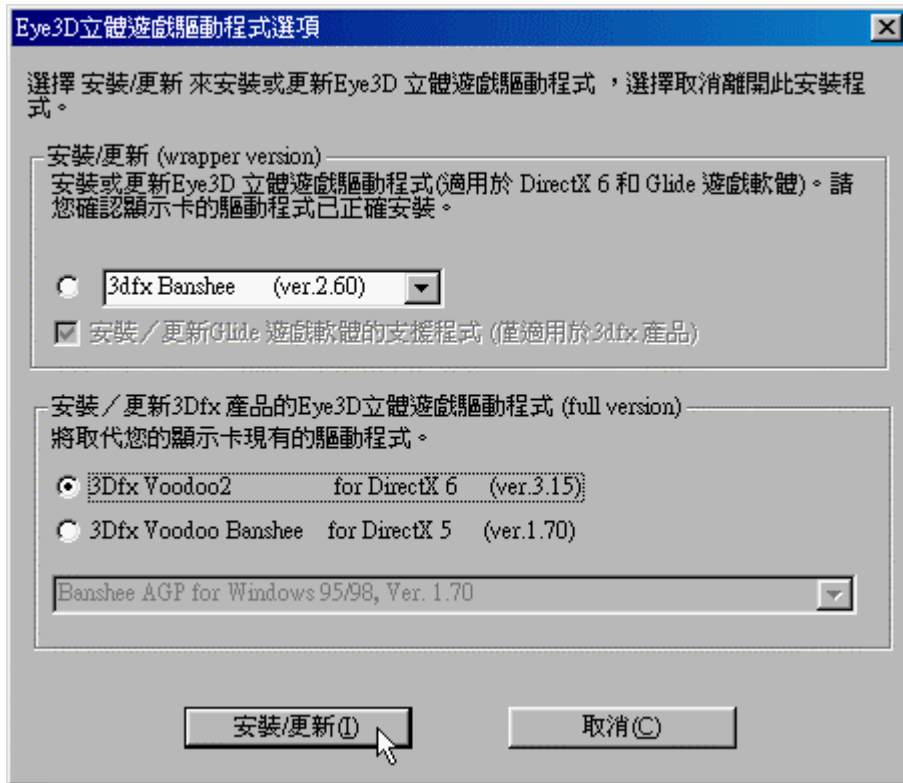 Eye3D立體遊戲驅動程式選項
選擇 安裝/更新 來安裝或更新Eye3D 立體遊戲驅動程式 ，選擇取消離開此安裝程
式。
安裝/更新 (wrapper version)
安裝或更新Eye3D 立體遊戲驅動程式(適用於 DirectX 6 和 Glide 遊戲軟體)。請
您確認顯示卡的驅動程式已正確安裝。
3dfx Banshee (ver.2.60)
安裝／更新Glide 遊戲軟體的支援程式 (僅適用於3dfx 產品)
安裝／更新3Dfx 產品的Eye3D立體遊戲驅動程式 (full version)
將取代您的顯示卡現有的驅動程式。
3Dfx Voodoo2 for DirectX 6 (ver.3.15)
3Dfx Voodoo Banshee for DirectX 5 (ver.1.70)
Banshee AGP for Windows 95/98, Ver. 1.70
安裝/更新(I) 取消(C)